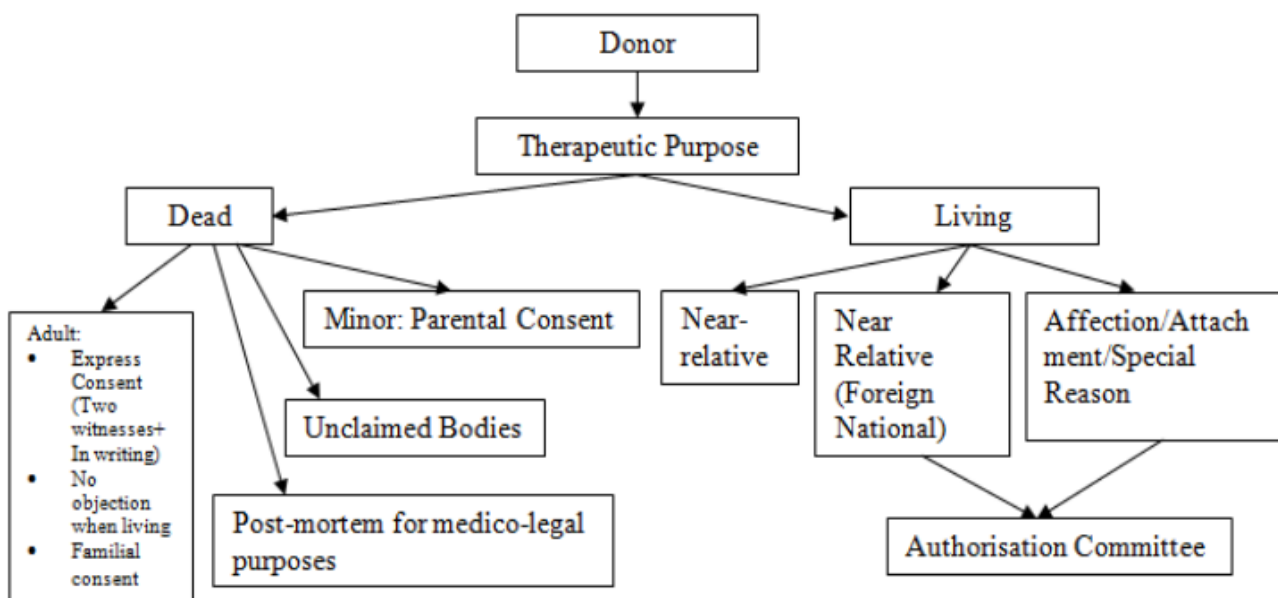 Donor
Therapeutic Purpose
Dead
Living
Adult:
• Express
Consent
(Two
witnesses+
In writing)
• No
objection
when living
• Familial
consent
Minor: Parental Consent
Unclaimed Bodies
Post-mortem for medico-legal
purposes
Near-
relative
Near
Relative
(Foreign
National)
Affection/Attach
ment/Special
Reason
Authorisation Committee